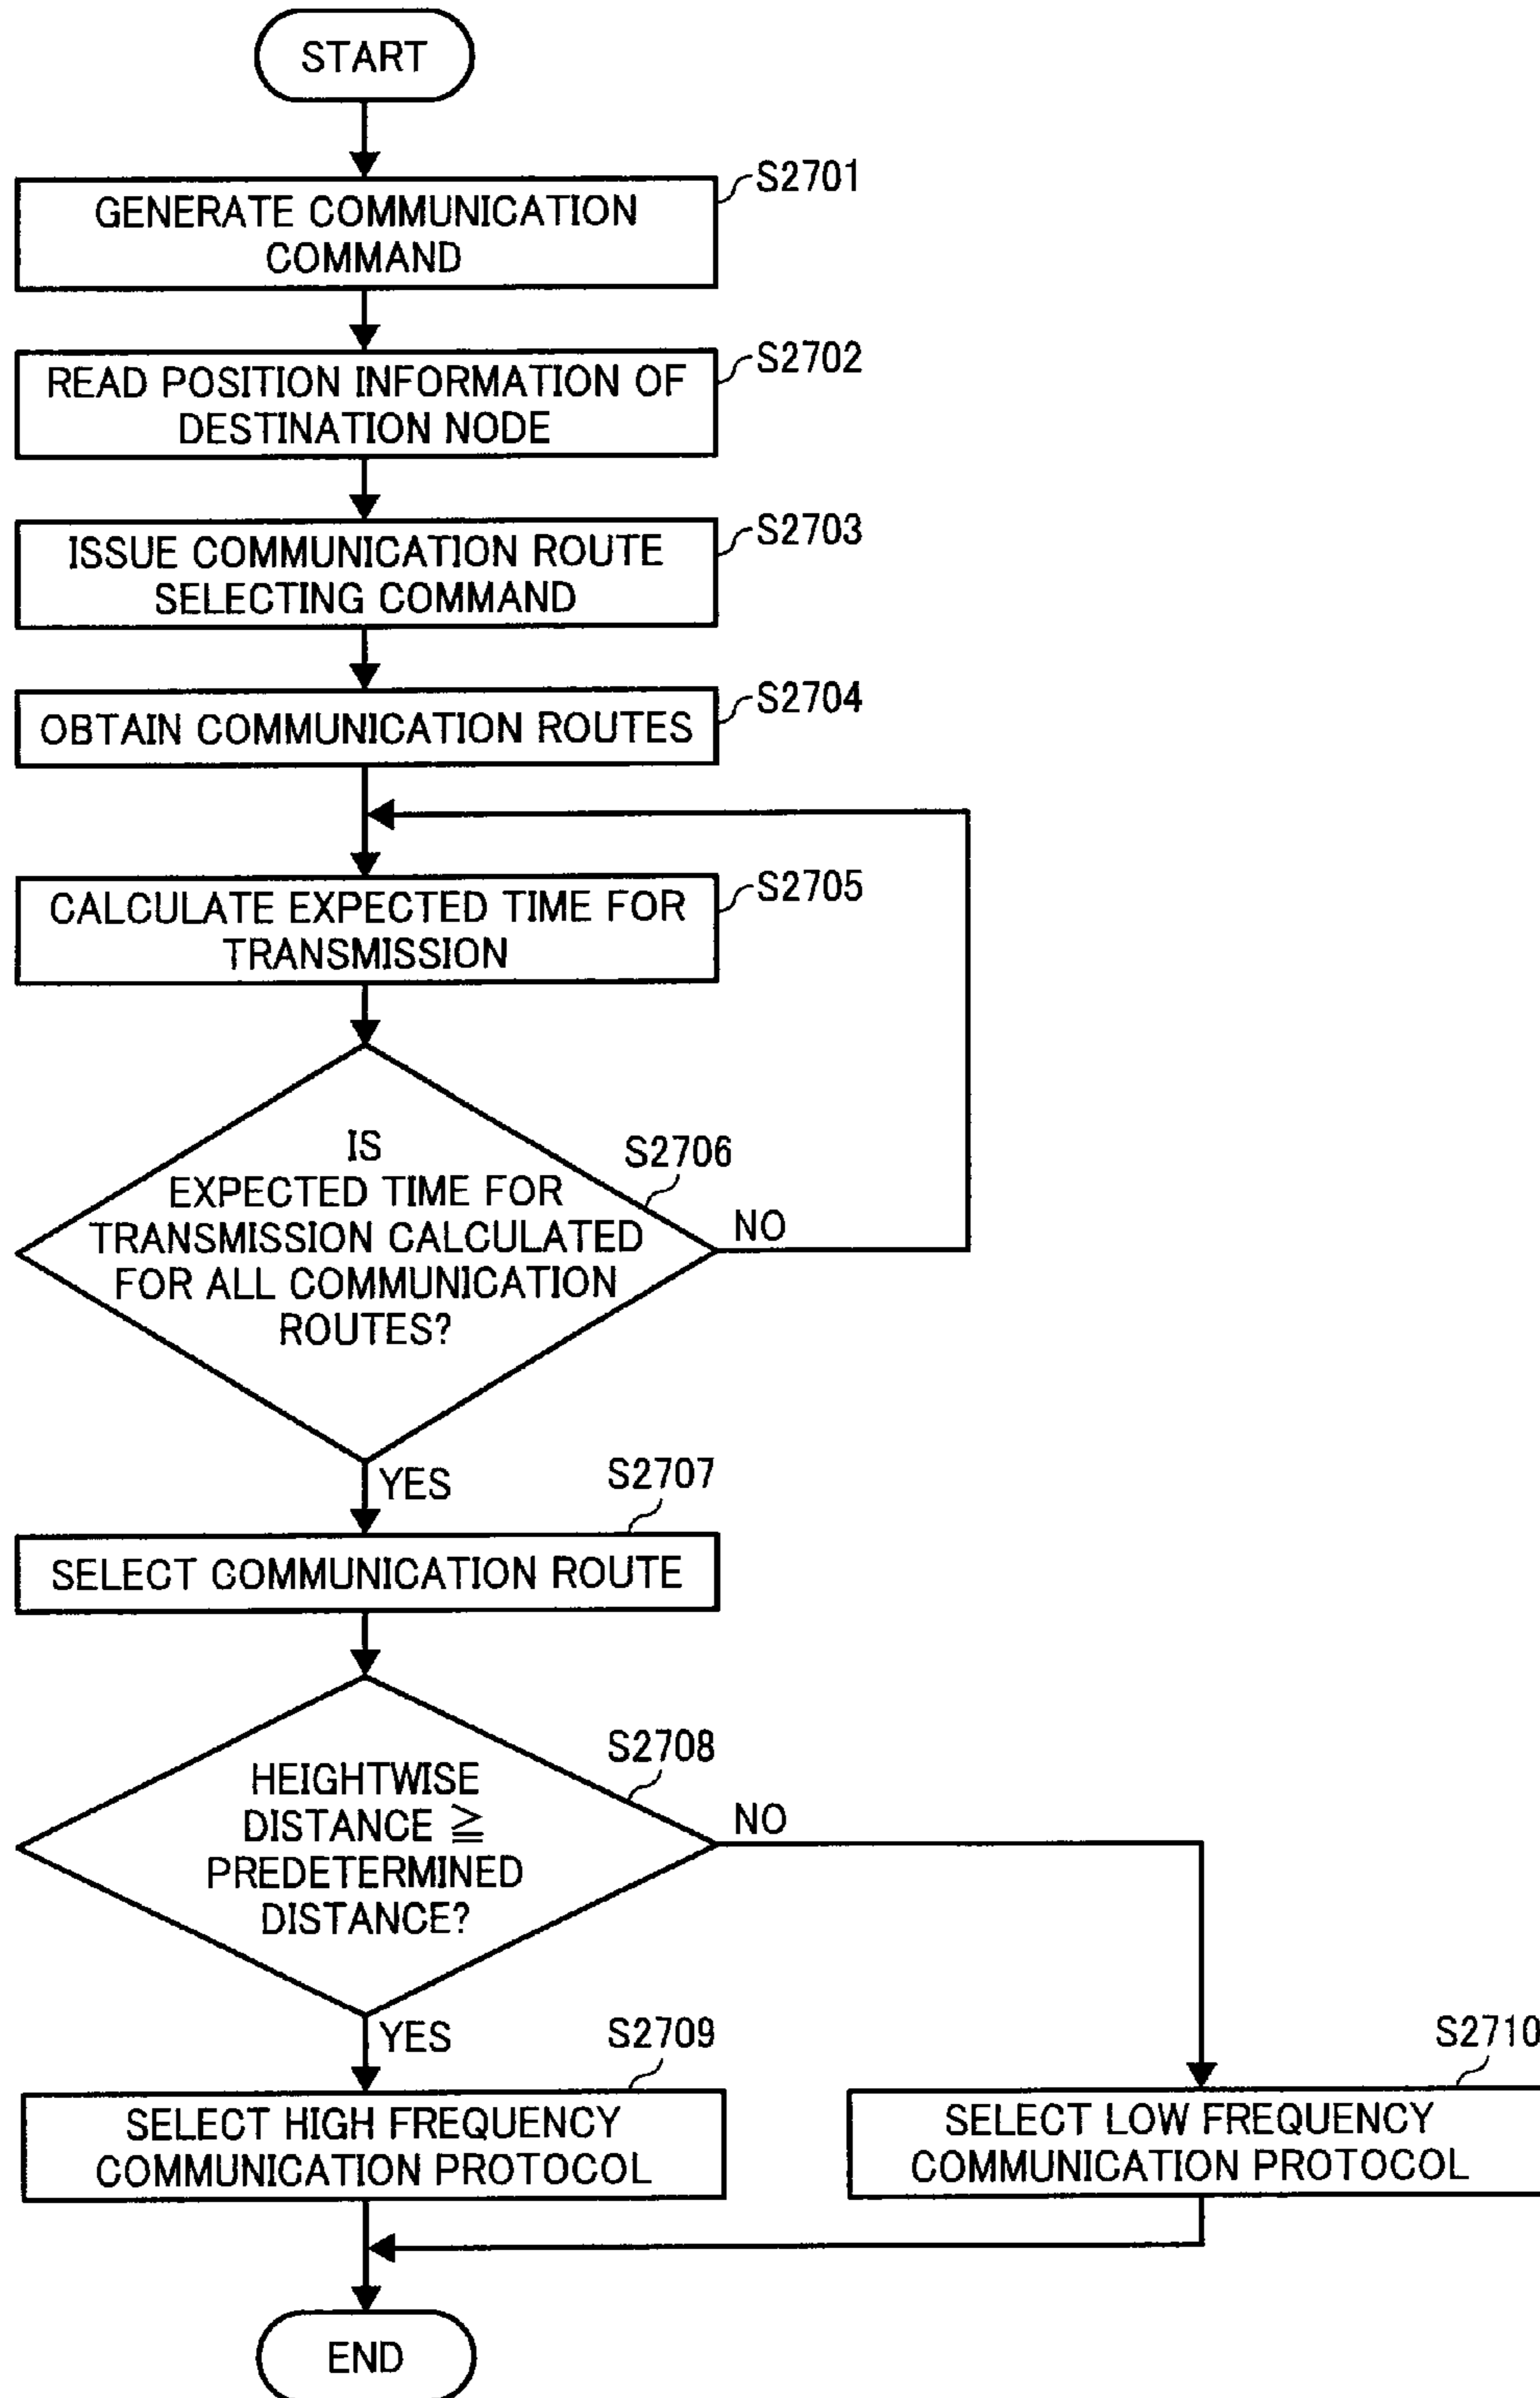 START
S2701
GENERATE COMMUNICATION
COMMAND
S2702
READ POSITION INFORMATION OF
DESTINATION NODE
S2703
ISSUE COMMUNICATION ROUTE
SELECTING COMMAND
S2704
OBTAIN COMMUNICATION ROUTES
S2705
CALCULATE EXPECTED TIME FOR
TRANSMISSION
S2706
IS
EXPECTED TIME FOR
TRANSMISSION CALCULATED
FOR ALL COMMUNICATION
ROUTES?
NO
YES
S2707
SELECT COMMUNICATION ROUTE
S2708
HEIGHTWISE
DISTANCE ≧
PREDETERMINED
DISTANCE?
NO
YES
S2709
SELECT HIGH FREQUENCY
COMMUNICATION PROTOCOL
S2710
SELECT LOW FREQUENCY
COMMUNICATION PROTOCOL
END